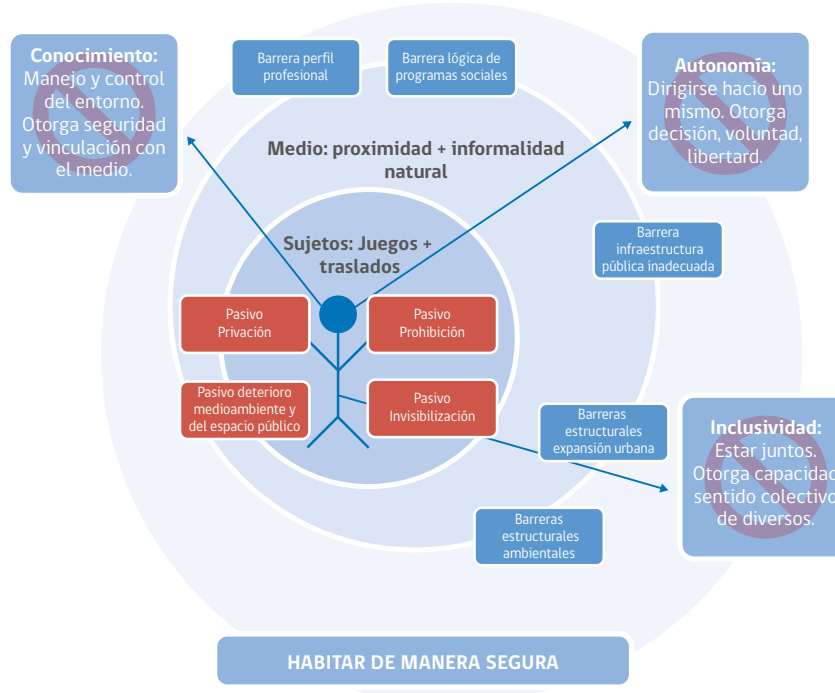 Conocimiento:
Manejo y control
del entorno.
Otorga seguridad
y vinculación con
el medio.
Barrera perfil
profesional
Barrera lógica de
programas sociales
Autonomía:
Dirigirse hacio uno
mismo. Otorga
decisión, voluntad,
libertard.
Medio: proximidad + informalidad
natural
Sujetos: Juegos +
traslados
Barrera
infraestructura
pública inadecuada
Pasivo
Privación
Pasivo
Prohibición
Pasivo deterioro
medioambiente y
del espacio público
Pasivo
Invisibilización
Barreras
estructurales
expansión urbana
Inclusividad:
Estar juntos.
Otorga capacidad
sentido colectivo
de diversos.
Barreras
estructurales
ambientales
HABITAR DE MANERA SEGURA